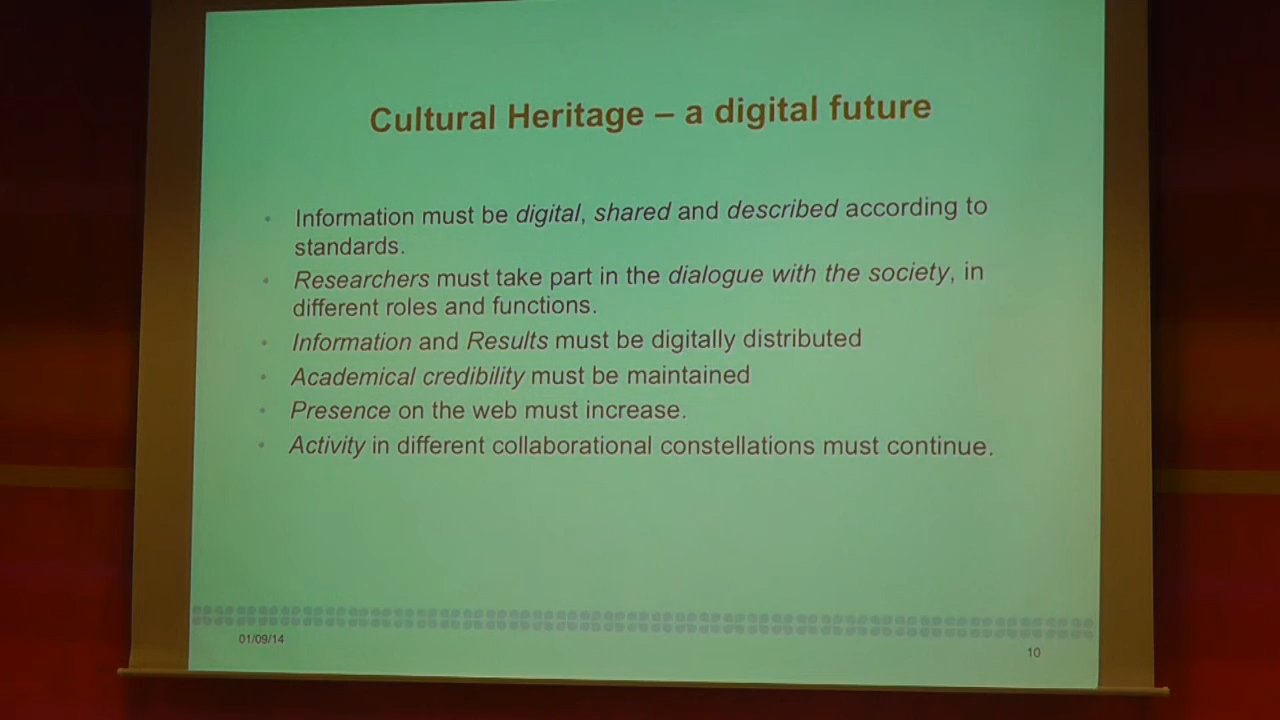 Cultural Heritage – a digital future
• Information must be digital, shared and described according to
standards.
• Researchers must take part in the dialogue with the society, in
different roles and functions.
• Information and Results must be digitally distributed
• Academical credibility must be maintained
• Presence on the web must increase.
• Activity in different collaborational constellations must continue.
01/09/14
10